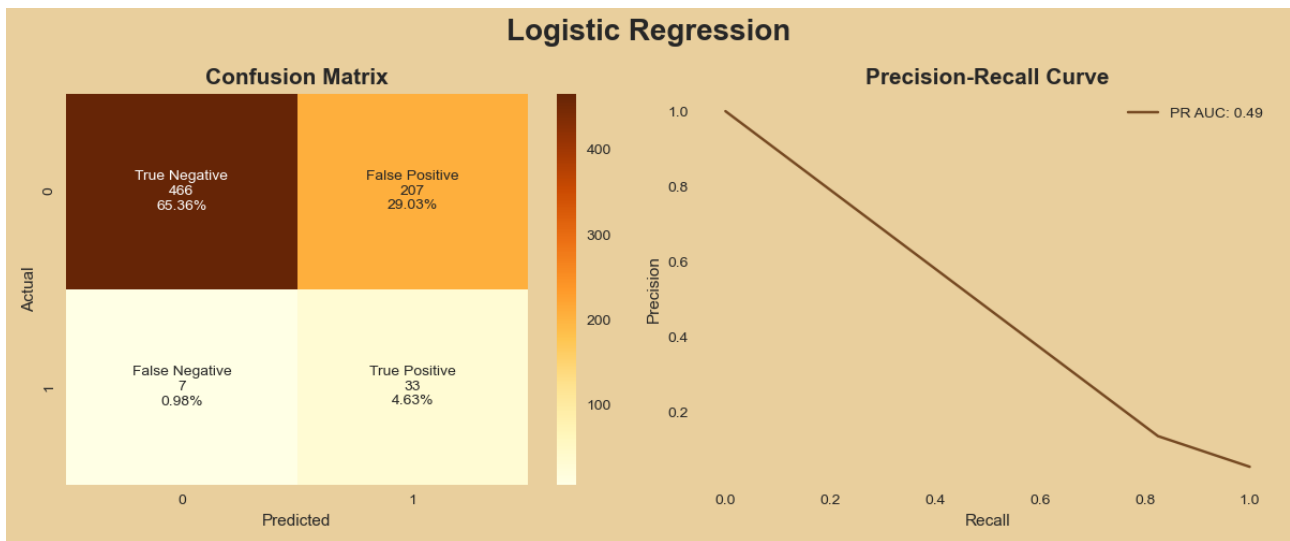 Logistic Regression
Confusion Matrix
True Negative
466
65.36%
False Positive
207
29.03%
False Negative
7
0.98%
True Positive
33
4.63%
0
1
Actual
0
1
Predicted
400
300
200
100
Precision-Recall Curve
PR AUC: 0.49
1.0
0.8
0.6
0.4
0.2
Precision
0.0
0.2
0.4
0.6
0.8
1.0
Recall